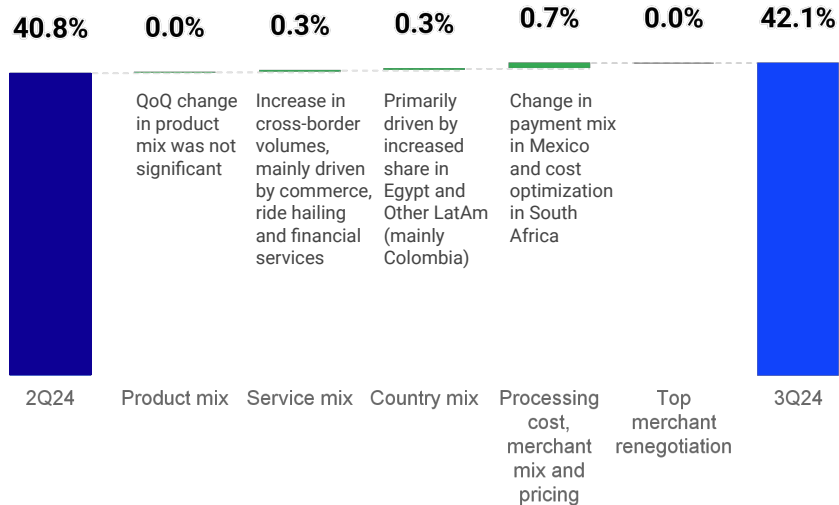 40.8%
0.0%
0.3%
0.3%
0.7%
0.0%
42.1%
QoQ change
in product
mix was not
significant
Increase in
cross-border
volumes,
mainly driven
by commerce,
ride hailing
and financial
services
Primarily
driven by
increased
share in
Egypt and
Other LatAm
(mainly
Colombia)
Change in
payment mix
in Mexico
and cost
optimization
in South
Africa
2Q24
Product mix
Service mix
Country mix
Processing
cost,
merchant
mix and
pricing
Top
merchant
renegotiation
3Q24